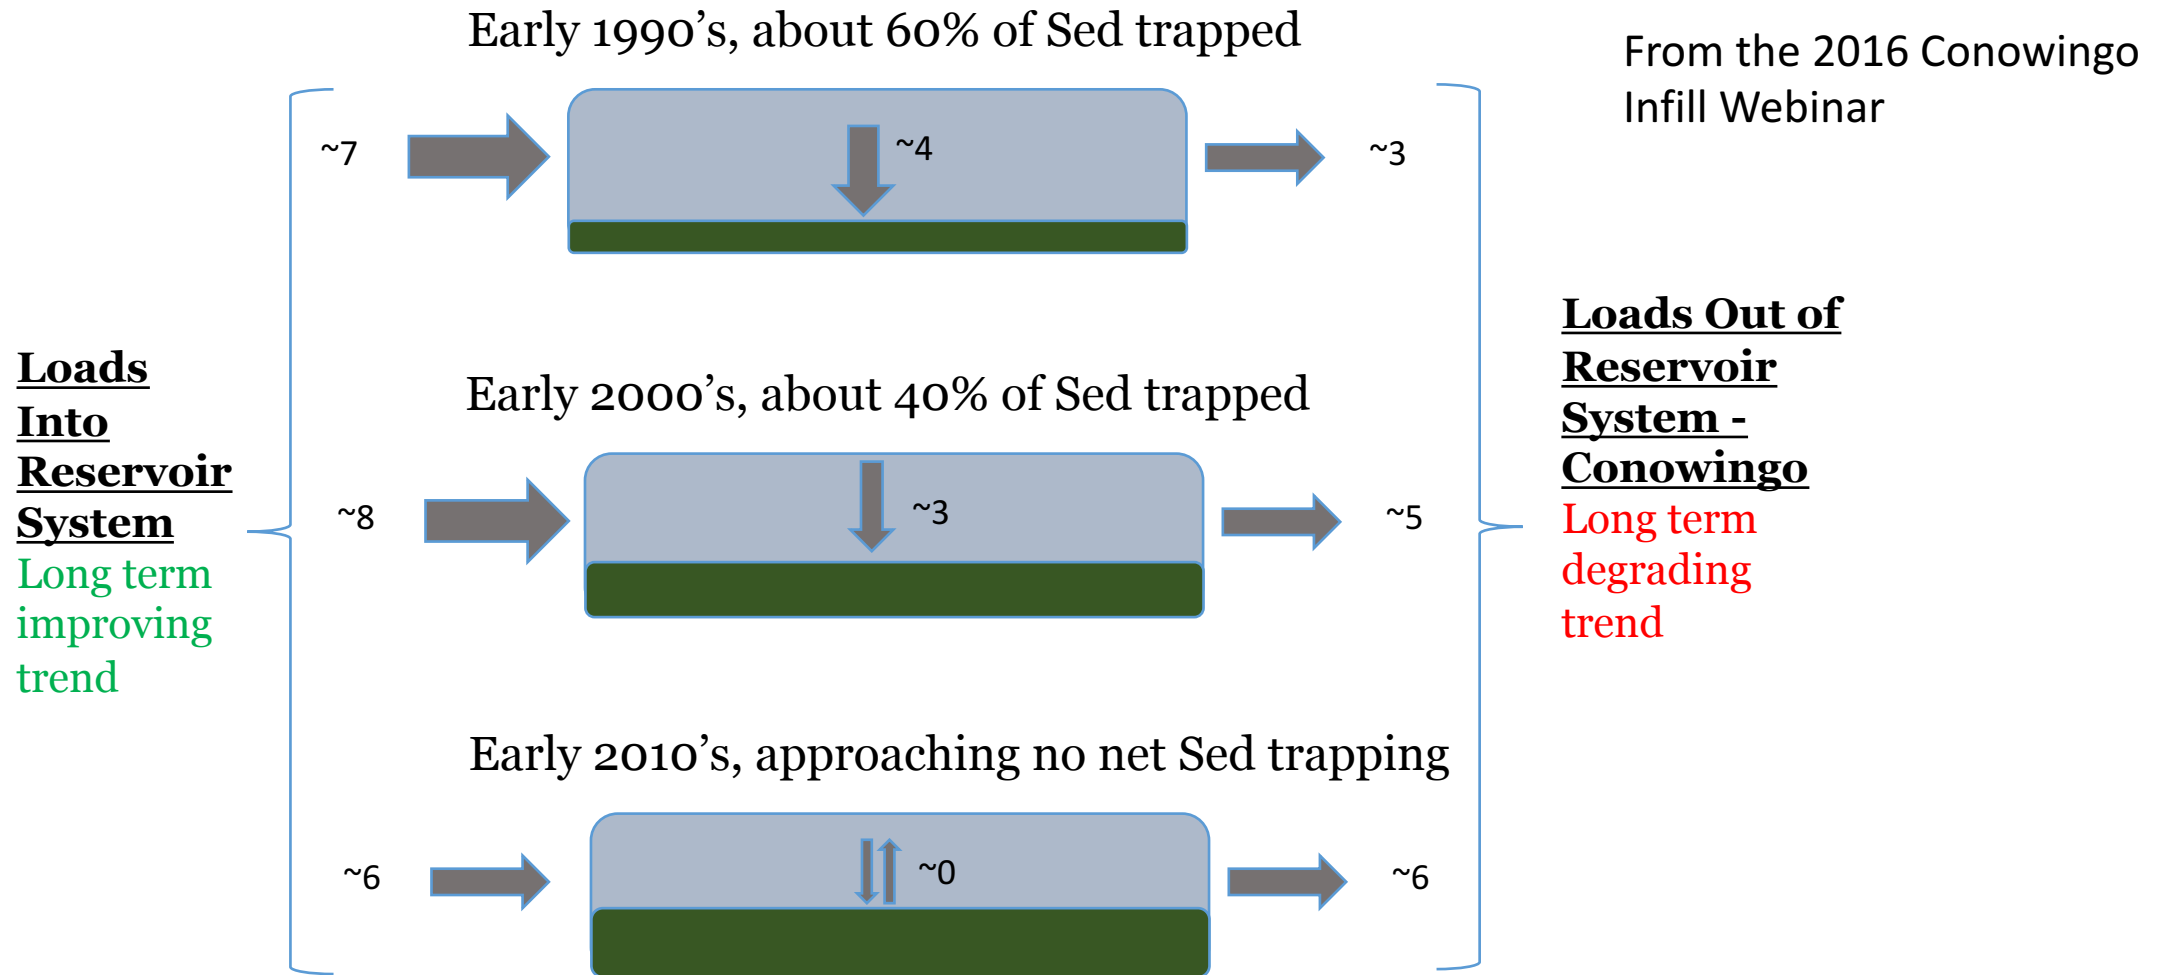 Early 1990's, about 60% of Sed trapped
From the 2016 Conowingo
Infill Webinar
~7
~4
~3
Loads
Into
Reservoir
System
Long term
improving
trend
Early 2000's, about 40% of Sed trapped
~8
~3
~5
Loads Out of
Reservoir
System -
Conowingo
Long term
degrading
trend
Early 2010's, approaching no net Sed trapping
~6
~0
~6